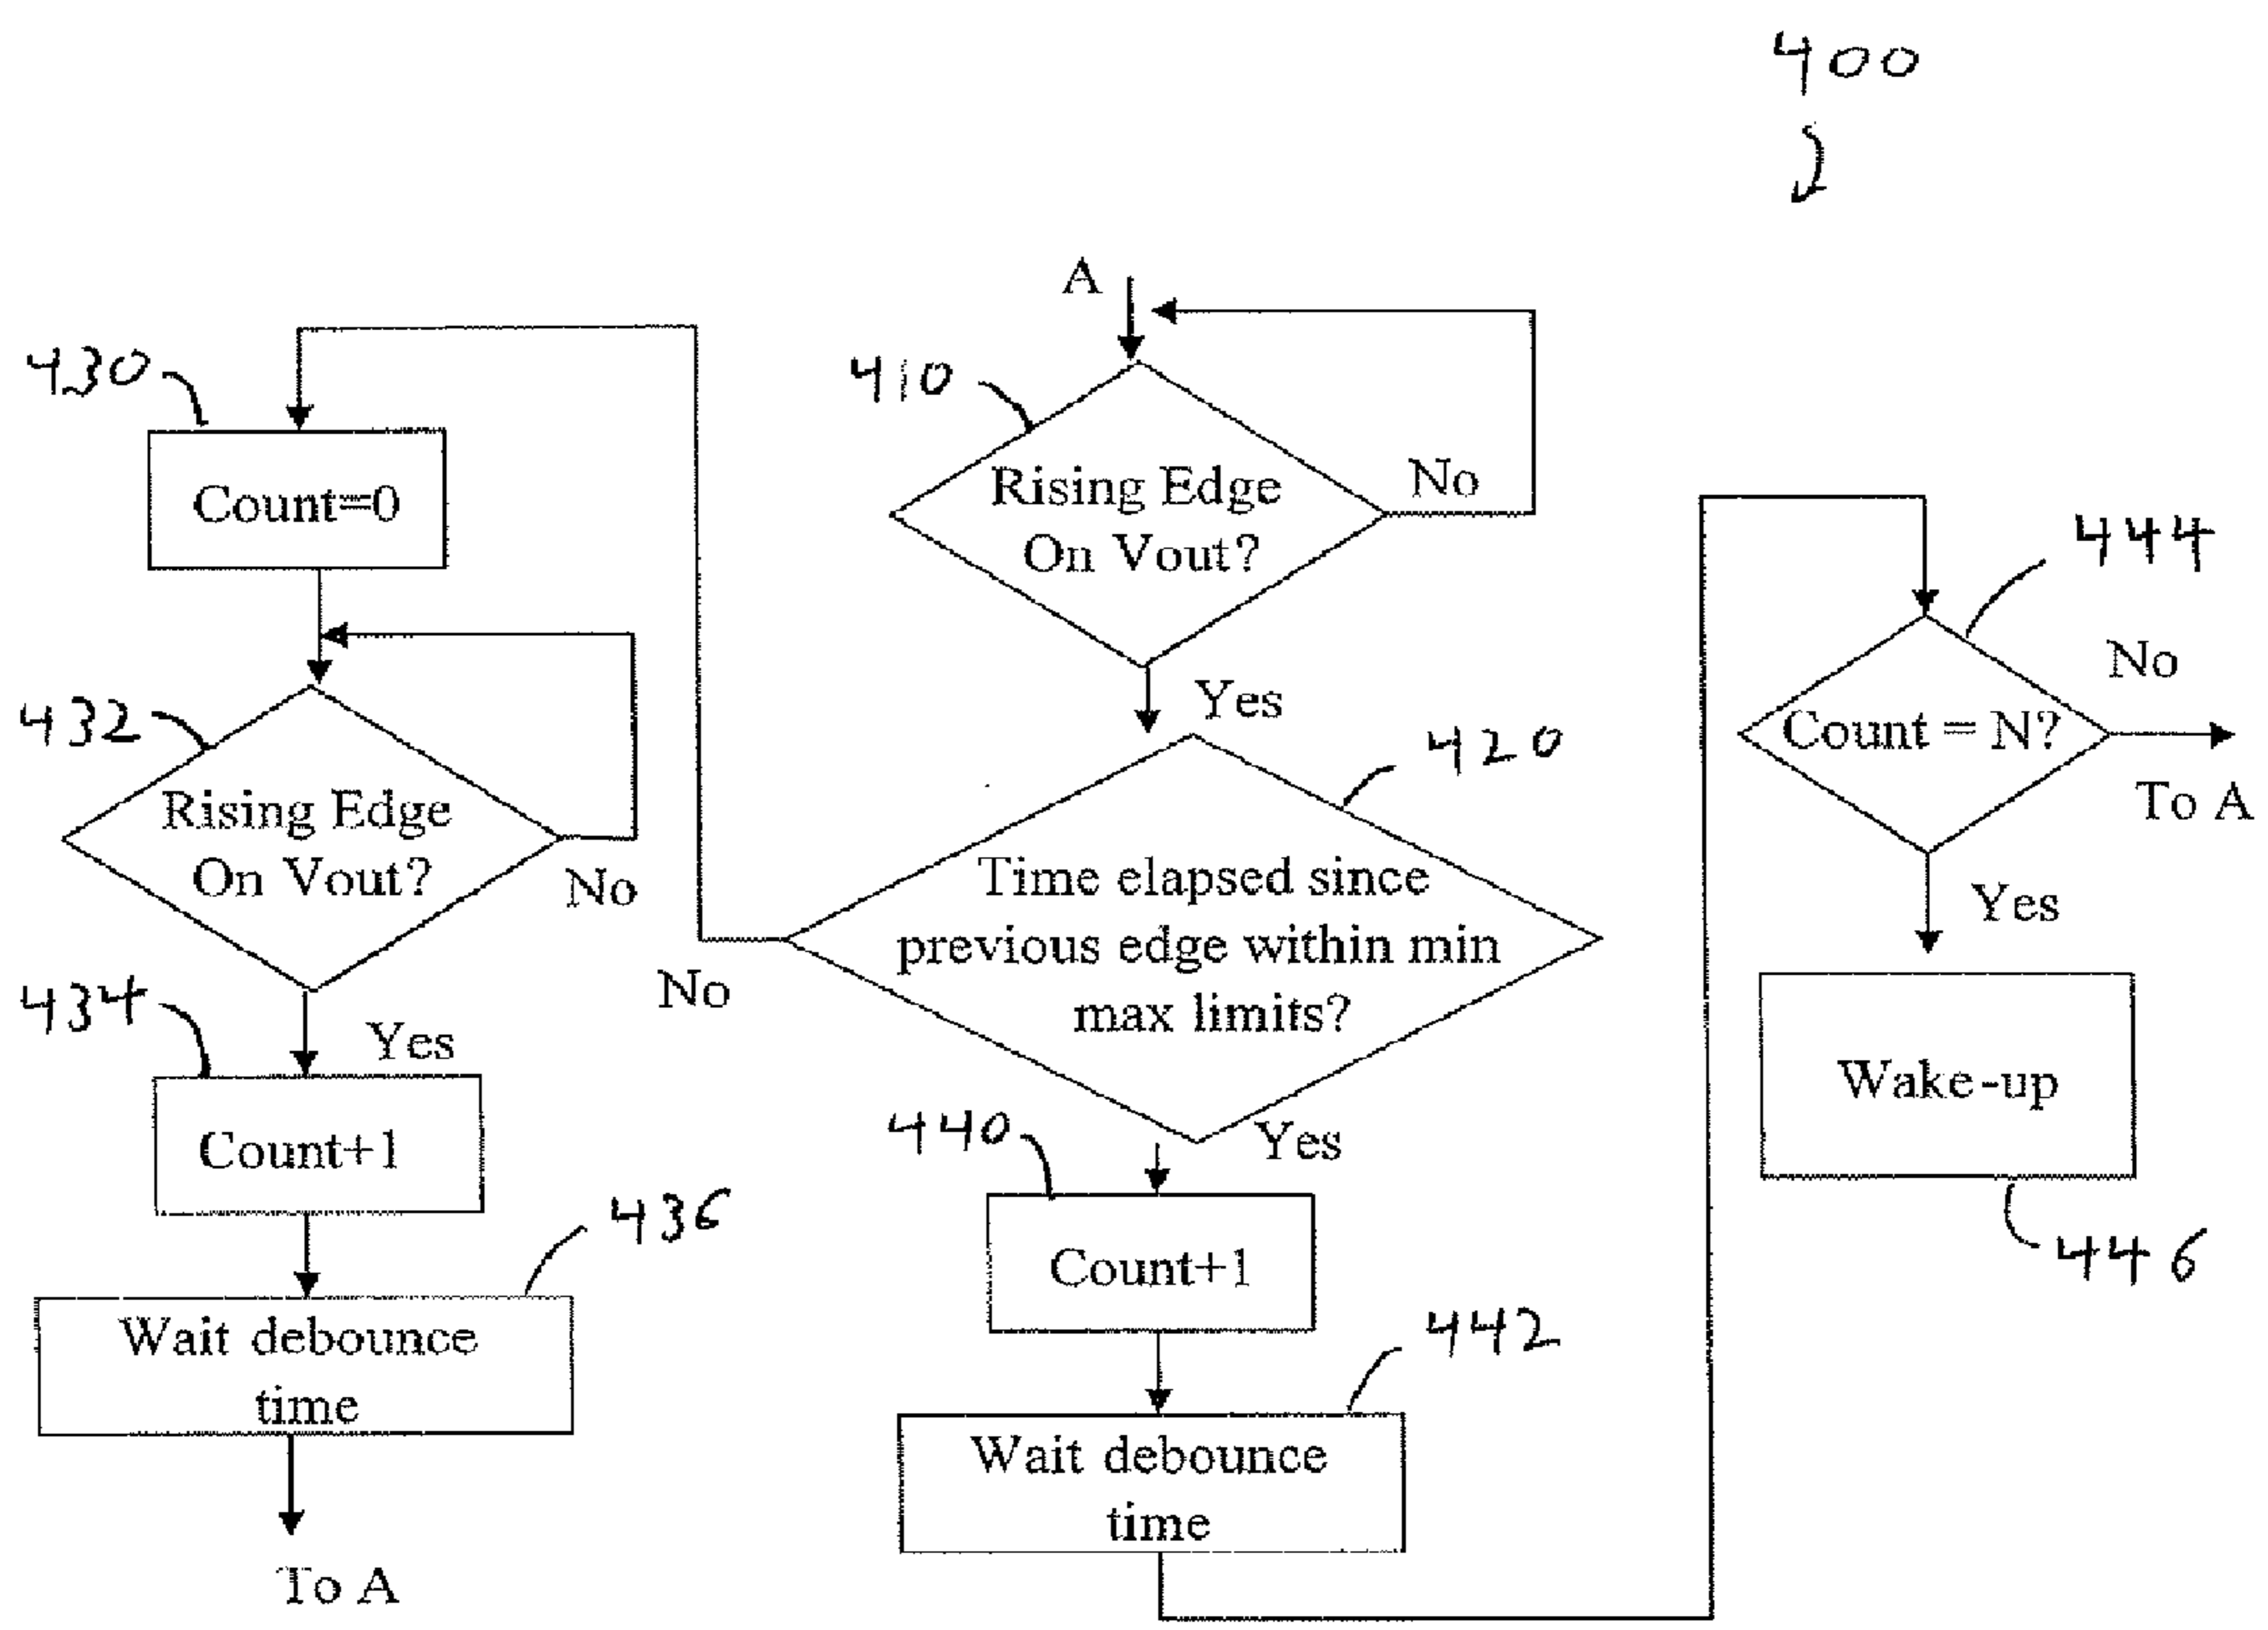 400
A
430
410
Count=0
Rising Edge
On Vout?
No
Yes
432
Rising Edge
On Vout?
No
Yes
434
Count+1
436
Wait debounce
time
To A
420
Time elapsed since
previous edge within min
max limits?
No
Yes
440
Count+1
442
Wait debounce
time
444
Count = N?
No
To A
Yes
Wake-up
446